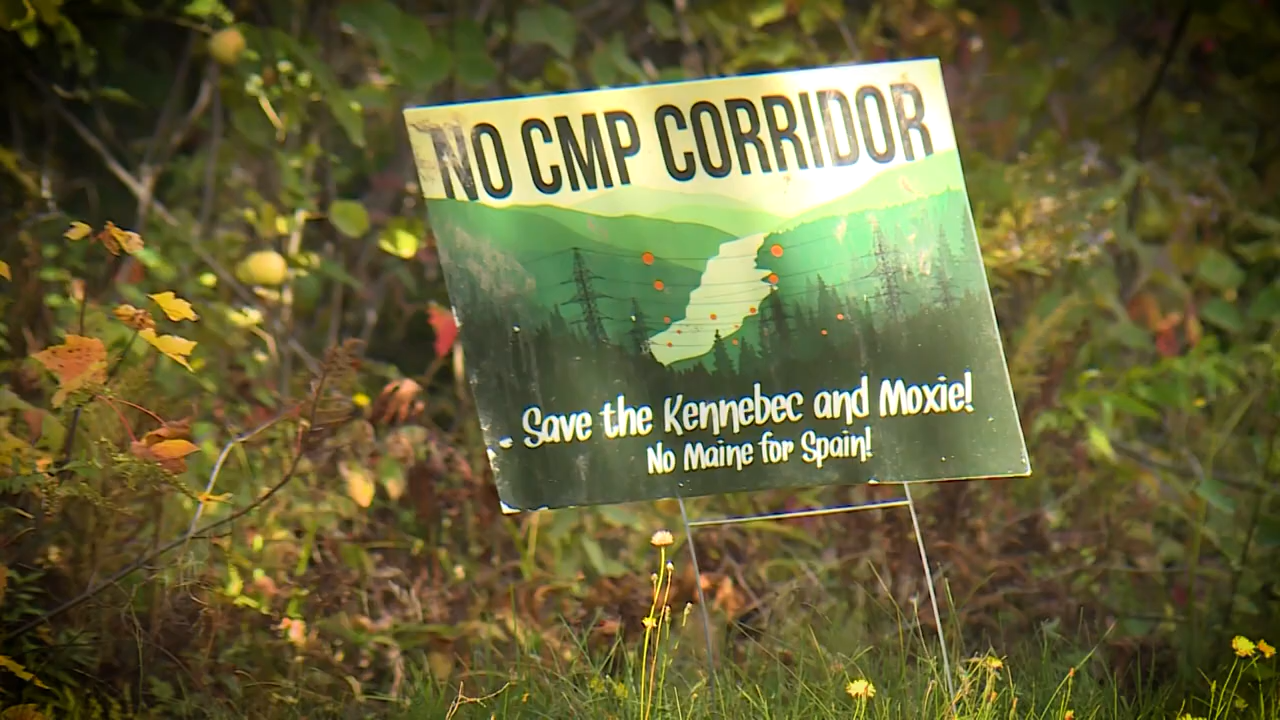 NO CMP CORRIDOR
Save the Kennebec and Moxie!
No Maine for Spain!